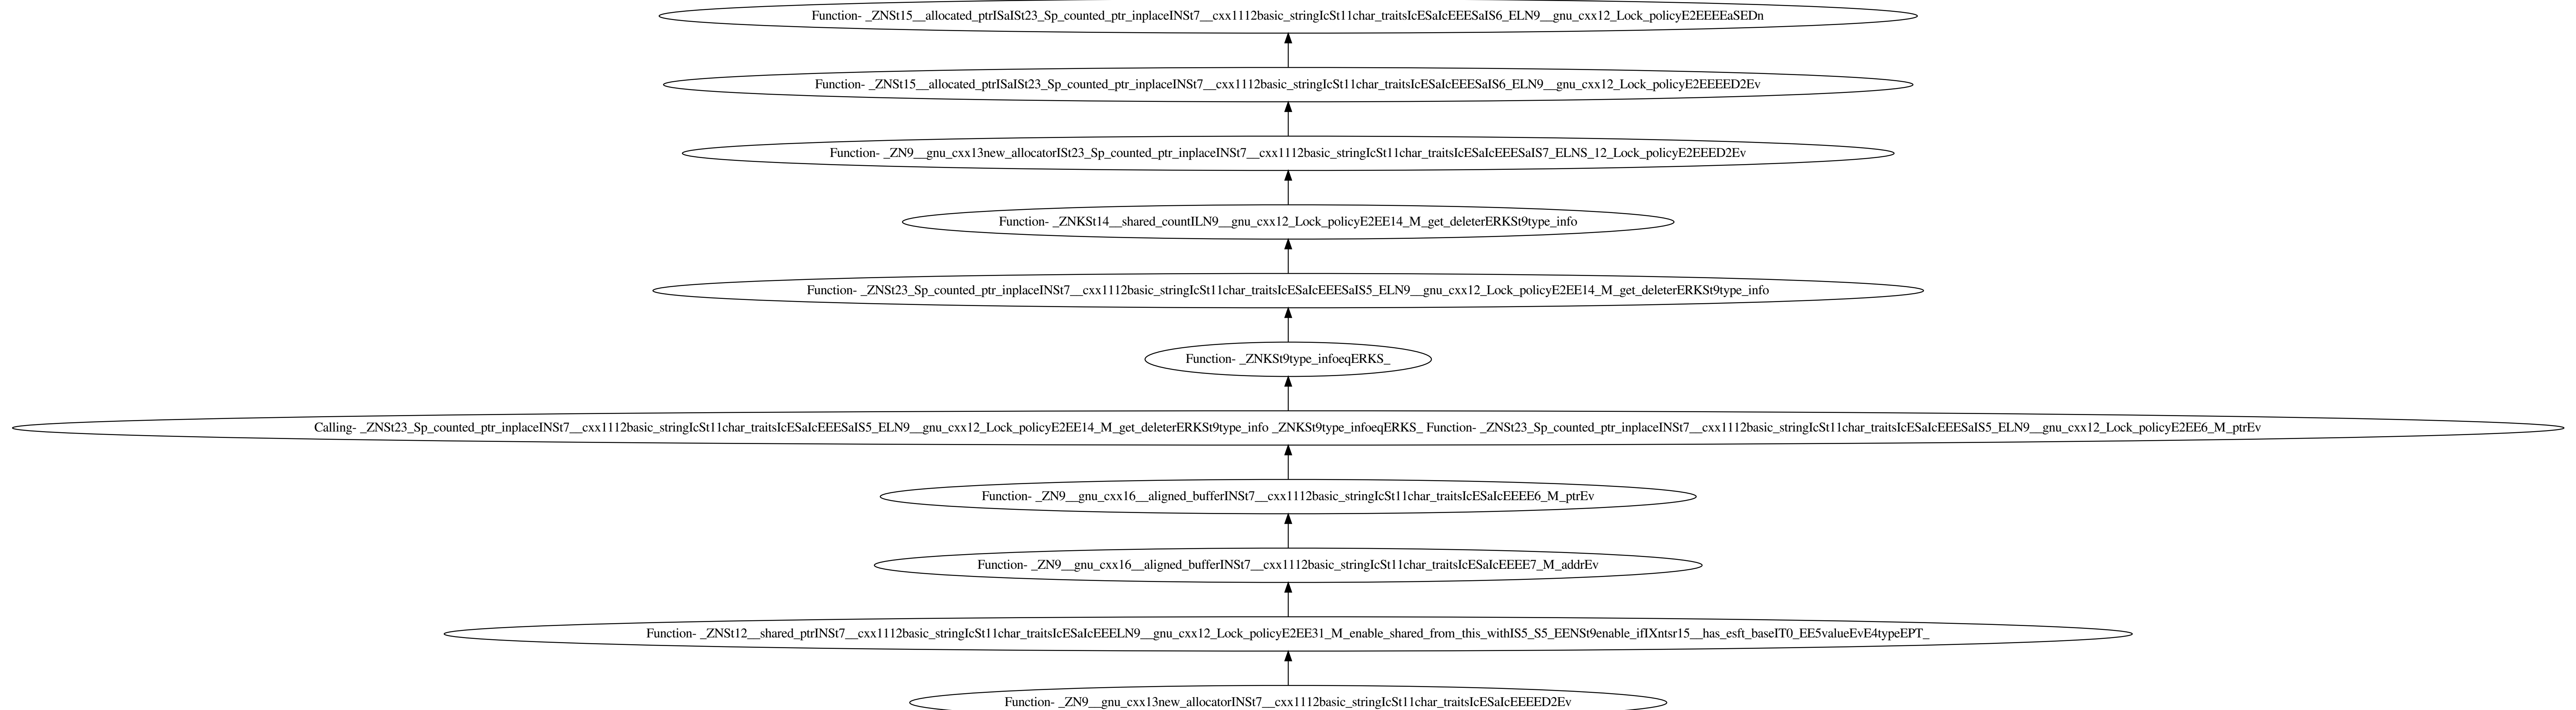 Function- _ZNSt15__allocated_ptrISaISt23_Sp_counted_ptr_inplaceINSt7__cxx1112basic_stringIcSt11char_traitsIcESaIcEEESaIS6_ELN9__gnu_cxx12_Lock_policyE2EEEEaSEDn
Function- _ZNSt15__allocated_ptrISaISt23_Sp_counted_ptr_inplaceINSt7__cxx1112basic_stringIcSt11char_traitsIcESaIcEEESaIS6_ELN9__gnu_cxx12_Lock_policyE2EEEED2Ev
Function- _ZN9__gnu_cxx13new_allocatorISt23_Sp_counted_ptr_inplaceINSt7__cxx1112basic_stringIcSt11char_traitsIcESaIcEEESaIS7_ELNS_12_Lock_policyE2EEED2Ev
Function- _ZNKSt14__shared_countILN9__gnu_cxx12_Lock_policyE2EE14_M_get_deleterERKSt9type_info
Function- _ZNSt23_Sp_counted_ptr_inplaceINSt7__cxx1112basic_stringIcSt11char_traitsIcESaIcEEESaIS5_ELN9__gnu_cxx12_Lock_policyE2EE14_M_get_deleterERKSt9type_info
Function- _ZNKSt9type_infoeqERKS_
Calling- _ZNSt23_Sp_counted_ptr_inplaceINSt7__cxx1112basic_stringIcSt11char_traitsIcESaIcEEESaIS5_ELN9__gnu_cxx12_Lock_policyE2EE14_M_get_deleterERKSt9type_info _ZNKSt9type_infoeqERKS_ Function- _ZNSt23_Sp_counted_ptr_inplaceINSt7__cxx1112basic_stringIcSt11char_traitsIcESaIcEEESaIS5_ELN9__gnu_cxx12_Lock_policyE2EE6_M_ptrEv
Function- _ZN9__gnu_cxx16__aligned_bufferINSt7__cxx1112basic_stringIcSt11char_traitsIcESaIcEEEE6_M_ptrEv
Function- _ZN9__gnu_cxx16__aligned_bufferINSt7__cxx1112basic_stringIcSt11char_traitsIcESaIcEEEE7_M_addrEv
Function- _ZNSt12__shared_ptrINSt7__cxx1112basic_stringIcSt11char_traitsIcESaIcEEELN9__gnu_cxx12_Lock_policyE2EE31_M_enable_shared_from_this_withIS5_S5_EENSt9enable_ifIXntsr15__has_esft_baseIT0_EE5valueEvE4typeEPT_
Function- _ZN9__gnu_cxx13new_allocatorINSt7__cxx1112basic_stringIcSt11char_traitsIcESaIcEEEED2Ev